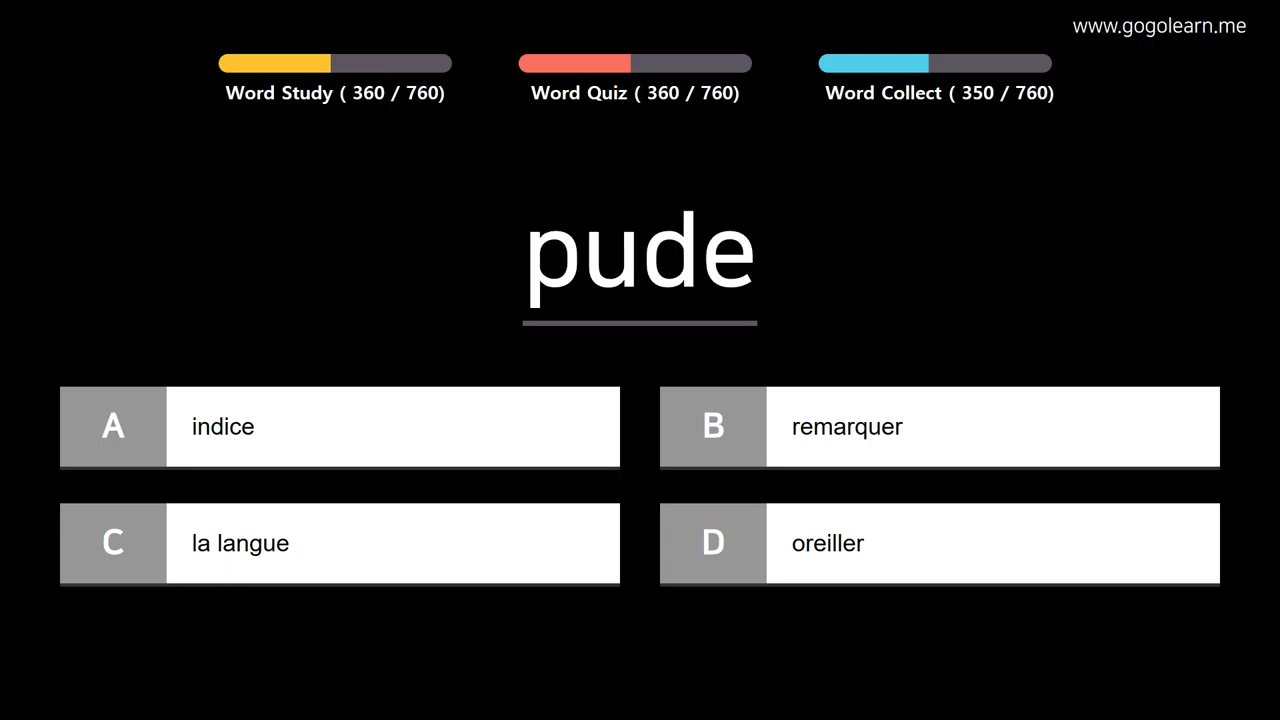 www.gogolearn.me
Word Study ( 360 / 760)
Word Quiz ( 360 / 760)
Word Collect ( 350 / 760)
pude
A indice
B remarquer
C la langue
D oreiller